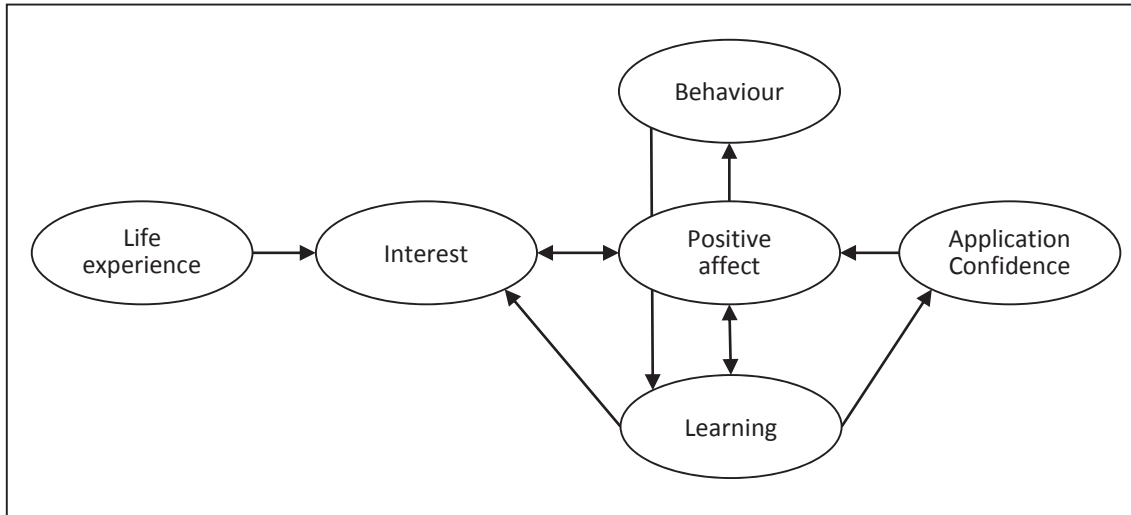 Behaviour
Life
experience
Interest
Positive
affect
Application
Confidence
Learning